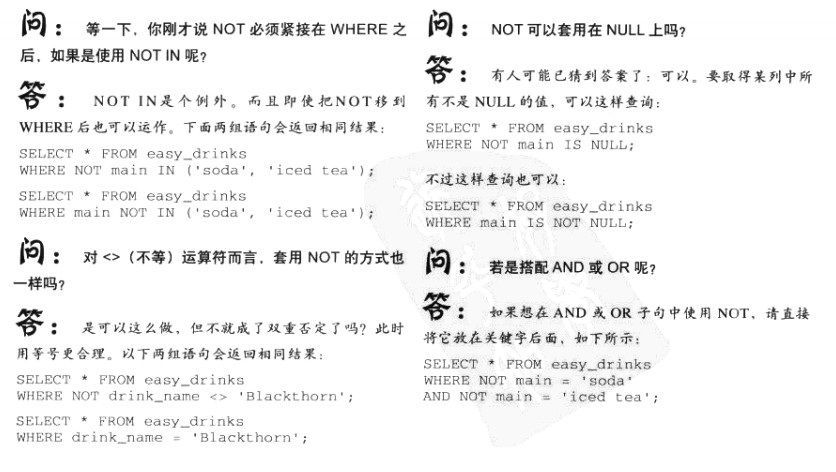 问： 等一下，你刚才说 NOT 必须紧接在 WHERE 之
后，如果是使用 NOT IN 呢？
答： NOT IN是个例外。而且即使把NOT移到
WHERE 后也可以运作。下面两组语句会返回相同结果：
SELECT * FROM easy_drinks
WHERE NOT main IN ('soda', 'iced tea');
SELECT * FROM easy_drinks
WHERE main NOT IN ('soda', 'iced tea');
问： 对 <>（不等）运算符而言，套用 NOT 的方式也
一样吗？
答： 是可以这么做，但不就成了双重否定了吗？此时
用等号更合理。以下两组语句会返回相同结果：
SELECT * FROM easy_drinks
WHERE NOT drink_name <> 'Blackthorn';
SELECT * FROM easy_drinks
WHERE drink_name = 'Blackthorn';
问： NOT 可以套用在 NULL 上吗？
答： 有人可能已猜到答案了：可以。要取得某列中所
有不是 NULL 的值，可以这样查询：
SELECT * FROM easy_drinks
WHERE NOT main IS NULL;
不过这样查询也可以：
SELECT * FROM easy_drinks
WHERE main IS NOT NULL;
问： 若是搭配 AND 或 OR 呢？
答： 如果想在 AND 或 OR 子句中使用 NOT，请直接
将它放在关键字后面，如下所示：
SELECT * FROM easy_drinks
WHERE NOT main = 'soda'
AND NOT main = 'iced tea';